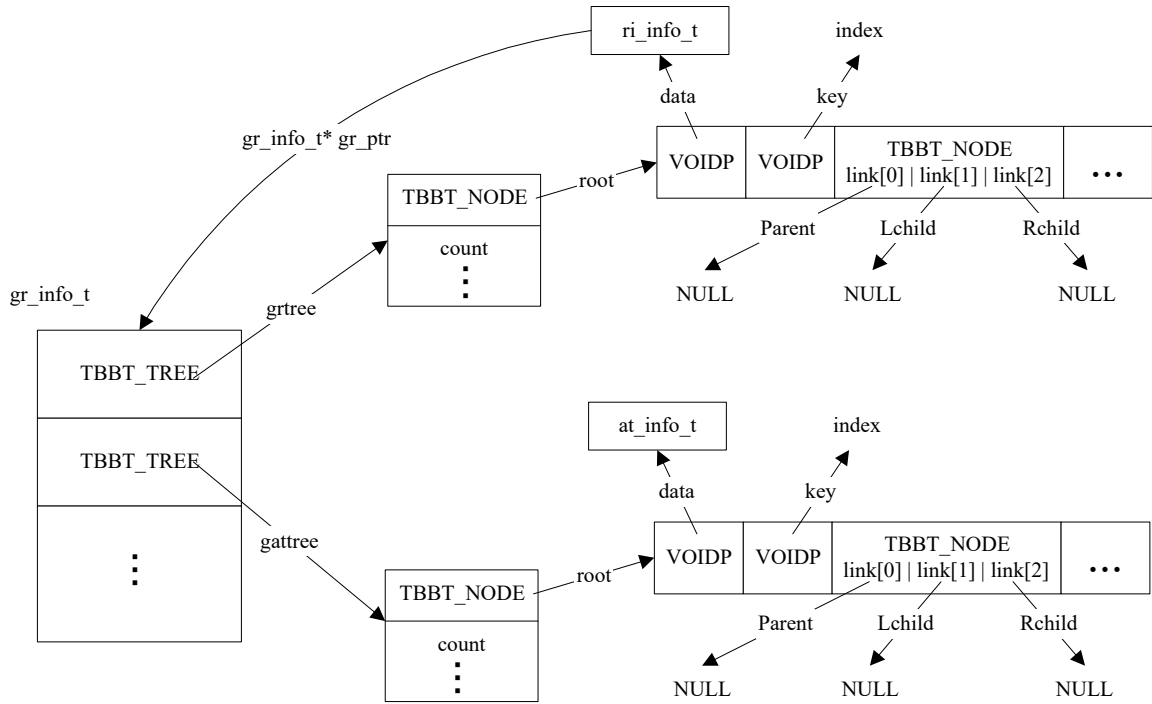 ri_info_t
index
data
key
gr_info_t* gr_ptr
VOIDP
VOIDP
TBBT_NODE
link[0] | link[1] | link[2]
...
TBBT_NODE
root
count
Parent
Lchild
Rchild
NULL
NULL
NULL
gr_info_t
grtree
TBBT_TREE
TBBT_TREE
at_info_t
index
data
key
gattree
VOIDP
VOIDP
TBBT_NODE
link[0] | link[1] | link[2]
...
TBBT_NODE
root
count
Parent
Lchild
Rchild
NULL
NULL
NULL